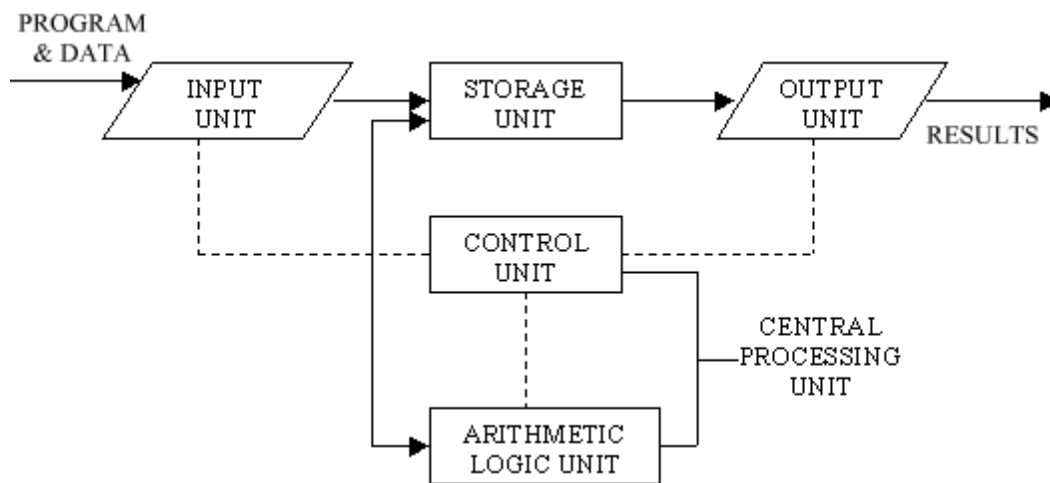 PROGRAM
& DATA
INPUT
UNIT
STORAGE
UNIT
OUTPUT
UNIT
RESULTS
CONTROL
UNIT
CENTRAL
PROCESSING
UNIT
ARITHMETIC
LOGIC UNIT